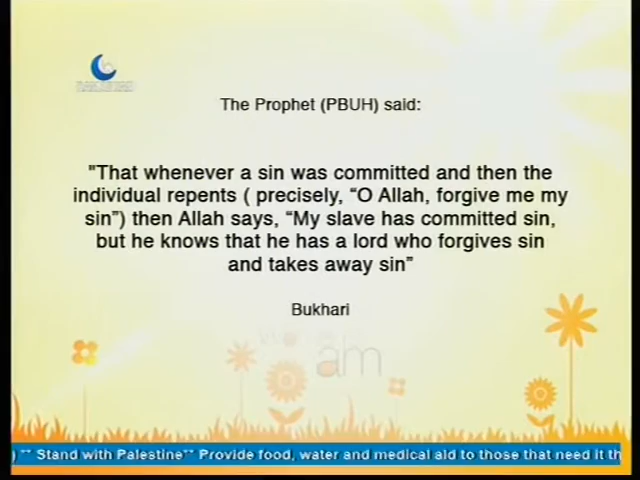 The Prophet (PBUH) said:
"That whenever a sin was committed and then the
individual repents ( precisely, “O Allah, forgive me my
sin”) then Allah says, “My slave has committed sin,
but he knows that he has a lord who forgives sin
and takes away sin”
Bukhari
am
) ** Stand with Palestine** Provide food, water and medical aid to those that need it th